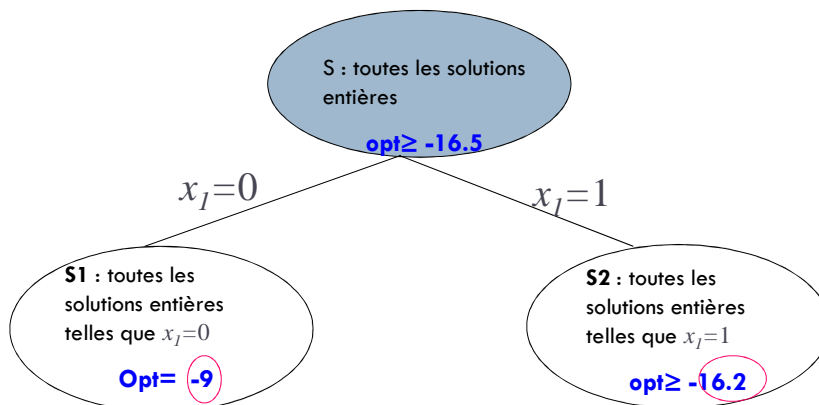 S : toutes les solutions
entières
opt≥ -16.5
x₁=0
x₁=1
S1 : toutes les
solutions entières
telles que x₁=0
Opt= -9
S2 : toutes les
solutions entières
telles que x₁=1
opt≥ -16.2